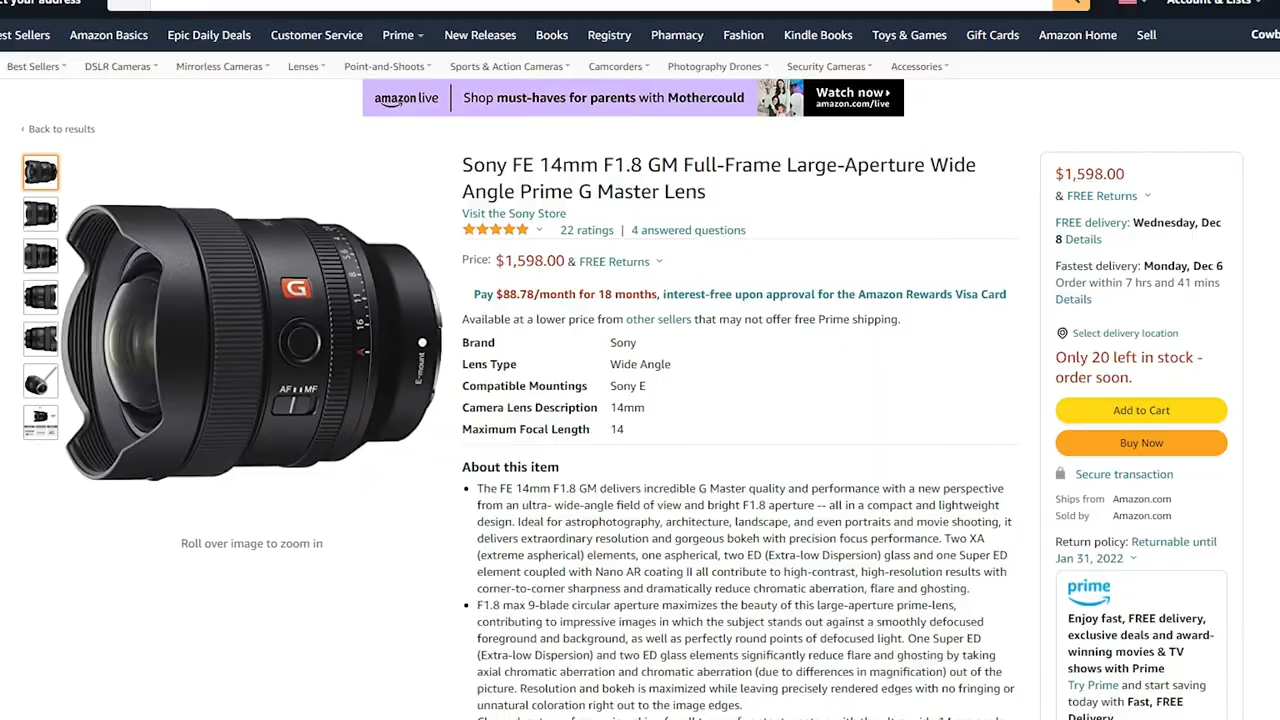 Account & Lists
Best Sellers
Amazon Basics
Epic Daily Deals
Customer Service
Prime
New Releases
Books
Registry
Pharmacy
Fashion
Kindle Books
Toys & Games
Gift Cards
Amazon Home
Sell
Best Sellers
DSLR Cameras
Mirrorless Cameras
Lenses
Point-and-Shoots
Sports & Action Cameras
Camcorders
Photography Drones
Security Cameras
Accessories
amazon live
Shop must-haves for parents with Mothercould
Watch now
amazon.com/live
‹ Back to results
Sony FE 14mm F1.8 GM Full-Frame Large-Aperture Wide
Angle Prime G Master Lens
Visit the Sony Store
22 ratings | 4 answered questions
Price: $1,598.00 & FREE Returns
Pay $88.78/month for 18 months, interest-free upon approval for the Amazon Rewards Visa Card
Available at a lower price from other sellers that may not offer free Prime shipping.
Brand Sony
Lens Type Wide Angle
Compatible Mountings Sony E
Camera Lens Description 14mm
Maximum Focal Length 14
About this item
• The FE 14mm F1.8 GM delivers incredible G Master quality and performance with a new perspective
from an ultra- wide-angle field of view and bright F1.8 aperture -- all in a compact and lightweight
design. Ideal for astrophotography, architecture, landscape, and even portraits and movie shooting, it
delivers extraordinary resolution and gorgeous bokeh with precision focus performance. Two XA
(extreme aspherical) elements, one aspherical, two ED (Extra-low Dispersion) glass and one Super ED
element coupled with Nano AR coating II all contribute to high-contrast, high-resolution results with
corner-to-corner sharpness and dramatically reduce chromatic aberration, flare and ghosting.
• F1.8 max 9-blade circular aperture maximizes the beauty of this large-aperture prime-lens,
contributing to impressive images in which the subject stands out against a smoothly defocused
foreground and background, as well as perfectly round points of defocused light. One Super ED
(Extra-low Dispersion) and two ED glass elements significantly reduce flare and ghosting by taking
axial chromatic aberration and chromatic aberration (due to differences in magnification) out of the
picture. Resolution and bokeh is maximized while leaving precisely rendered edges with no fringing or
unnatural coloration right out to the image edges.
G
16
11
8
5.6
A
AF MF
E-mount
Roll over image to zoom in
$1,598.00
& FREE Returns
FREE delivery: Wednesday, Dec
8 Details
Fastest delivery: Monday, Dec 6
Order within 7 hrs and 41 mins
Details
Select delivery location
Only 20 left in stock -
order soon.
Add to Cart
Buy Now
Secure transaction
Ships from Amazon.com
Sold by Amazon.com
Return policy: Returnable until
Jan 31, 2022
prime
Enjoy fast, FREE delivery,
exclusive deals and award-
winning movies & TV
shows with Prime
Try Prime and start saving
today with Fast, FREE
Delivery